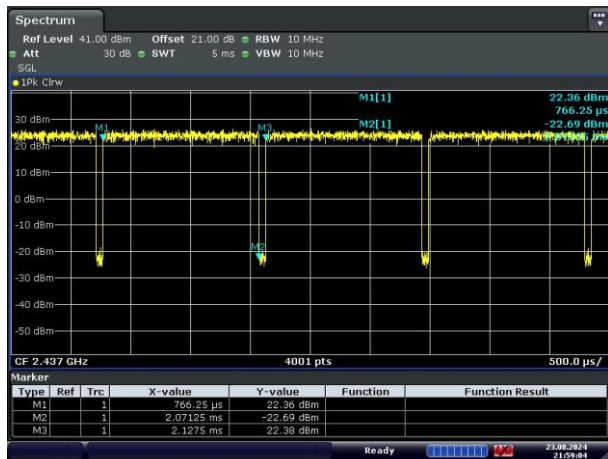 Spectrum
Ref Level 41.00 dBm Offset 21.00 dB RBW 10 MHz
Att 30 dB SWT 5 ms VBW 10 MHz
SGL
1Pk Clrw
M1[1] 22.36 dBm
766.25 µs
M2[1] -22.69 dBm
30 dBm
M1 M3
20 dBm
10 dBm
0 dBm
-10 dBm
-20 dBm
M2
-30 dBm
-40 dBm
-50 dBm
CF 2.437 GHz 4001 pts 500.0 µs/
Marker
Type Ref Trc X-value Y-value Function Function Result
M1 1 766.25 µs 22.36 dBm
M2 1 2.07125 ms -22.69 dBm
M3 1 2.1275 ms 22.38 dBm
Ready 23.08.2024
21:59:04